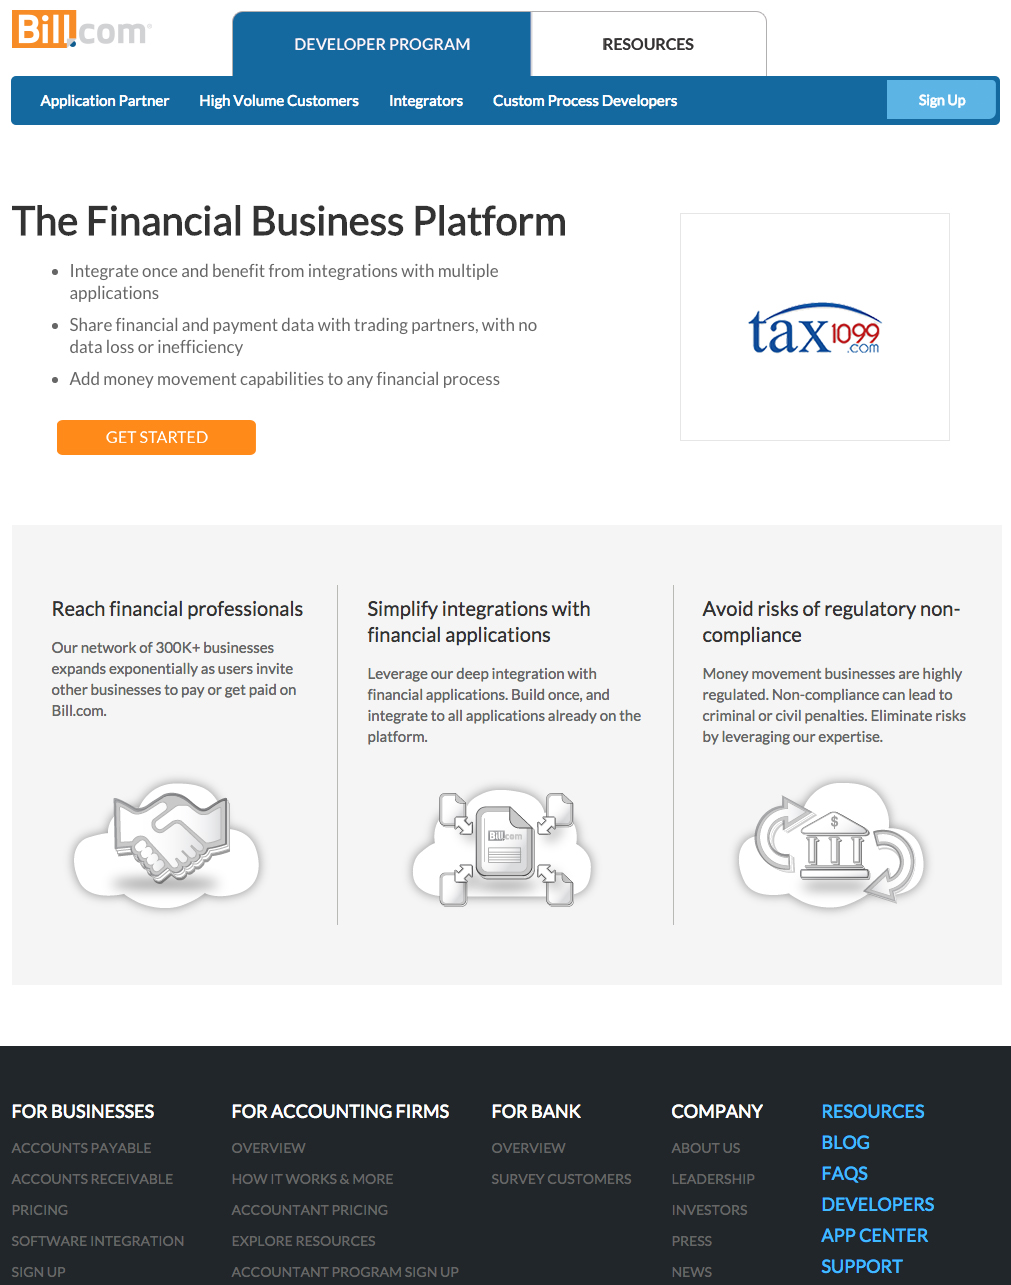 Bill.com
DEVELOPER PROGRAM
RESOURCES
Application Partner
High Volume Customers
Integrators
Custom Process Developers
Sign Up
The Financial Business Platform
• Integrate once and benefit from integrations with multiple
applications
• Share financial and payment data with trading partners, with no
data loss or inefficiency
• Add money movement capabilities to any financial process
GET STARTED
tax1099
.com
Reach financial professionals
Our network of 300K+ businesses
expands exponentially as users invite
other businesses to pay or get paid on
Bill.com.
Simplify integrations with
financial applications
Leverage our deep integration with
financial applications. Build once, and
integrate to all applications already on the
platform.
Bill.com
Avoid risks of regulatory non-
compliance
Money movement businesses are highly
regulated. Non-compliance can lead to
criminal or civil penalties. Eliminate risks
by leveraging our expertise.
$
FOR BUSINESSES
ACCOUNTS PAYABLE
ACCOUNTS RECEIVABLE
PRICING
SOFTWARE INTEGRATION
SIGN UP
FOR ACCOUNTING FIRMS
OVERVIEW
HOW IT WORKS & MORE
ACCOUNTANT PRICING
EXPLORE RESOURCES
ACCOUNTANT PROGRAM SIGN UP
FOR BANK
OVERVIEW
SURVEY CUSTOMERS
COMPANY
ABOUT US
LEADERSHIP
INVESTORS
PRESS
NEWS
RESOURCES
BLOG
FAQS
DEVELOPERS
APP CENTER
SUPPORT